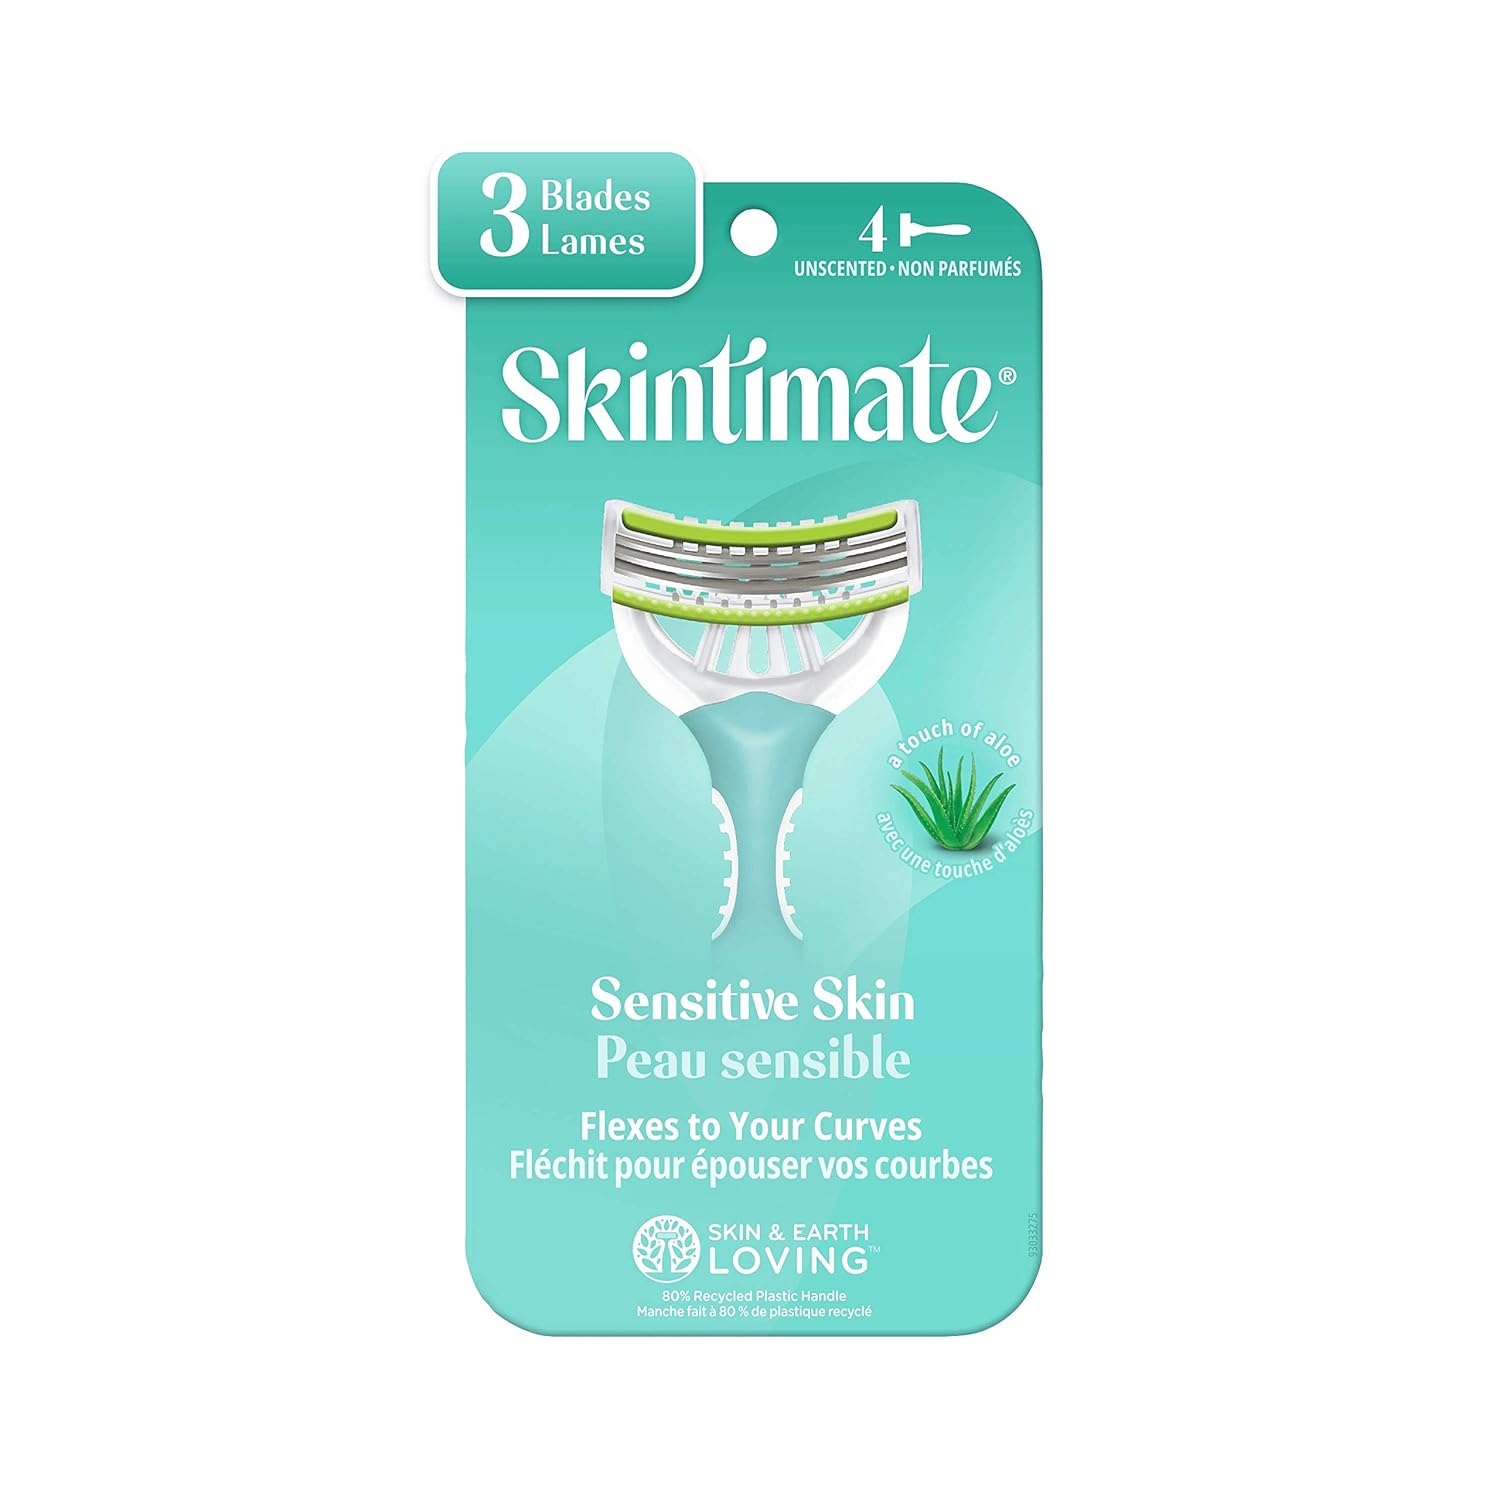 3 Blades
Lames
4
UNSCENTED • NON PARFUMÉS
Skintimate®
a touch of aloe
avec une touche d'aloès
Sensitive Skin
Peau sensible
Flexes to Your Curves
Fléchit pour épouser vos courbes
SKIN & EARTH
LOVING™
80% Recycled Plastic Handle
Manche fait à 80 % de plastique recyclé
93033275